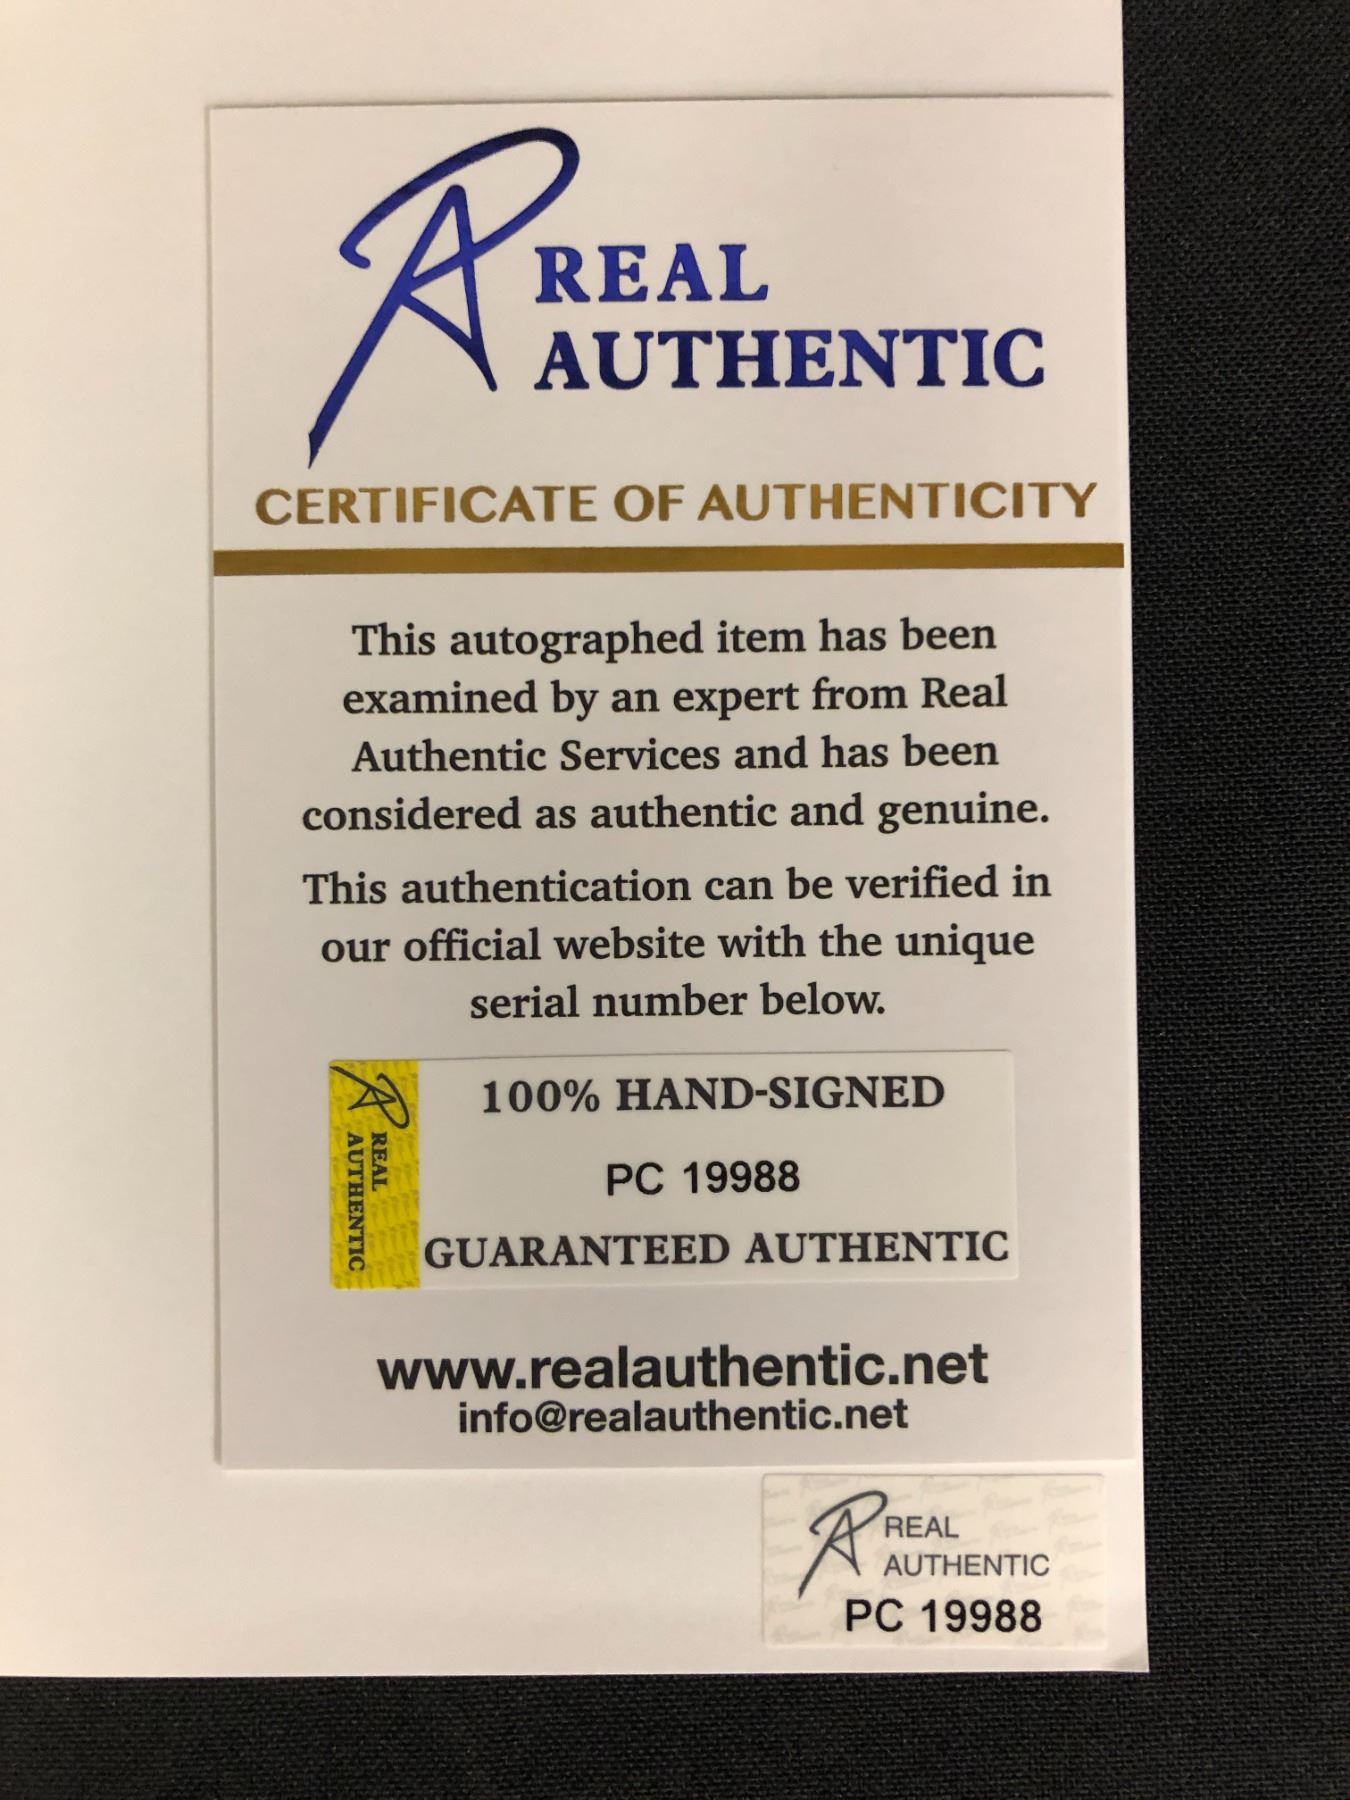 REAL
AUTHENTIC
CERTIFICATE OF AUTHENTICITY
This autographed item has been
examined by an expert from Real
Authentic Services and has been
considered as authentic and genuine.
This authentication can be verified in
our official website with the unique
serial number below.
REAL
AUTHENTIC
100% HAND-SIGNED
PC 19988
GUARANTEED AUTHENTIC
www.realauthentic.net
info@realauthentic.net
REAL
AUTHENTIC
PC 19988